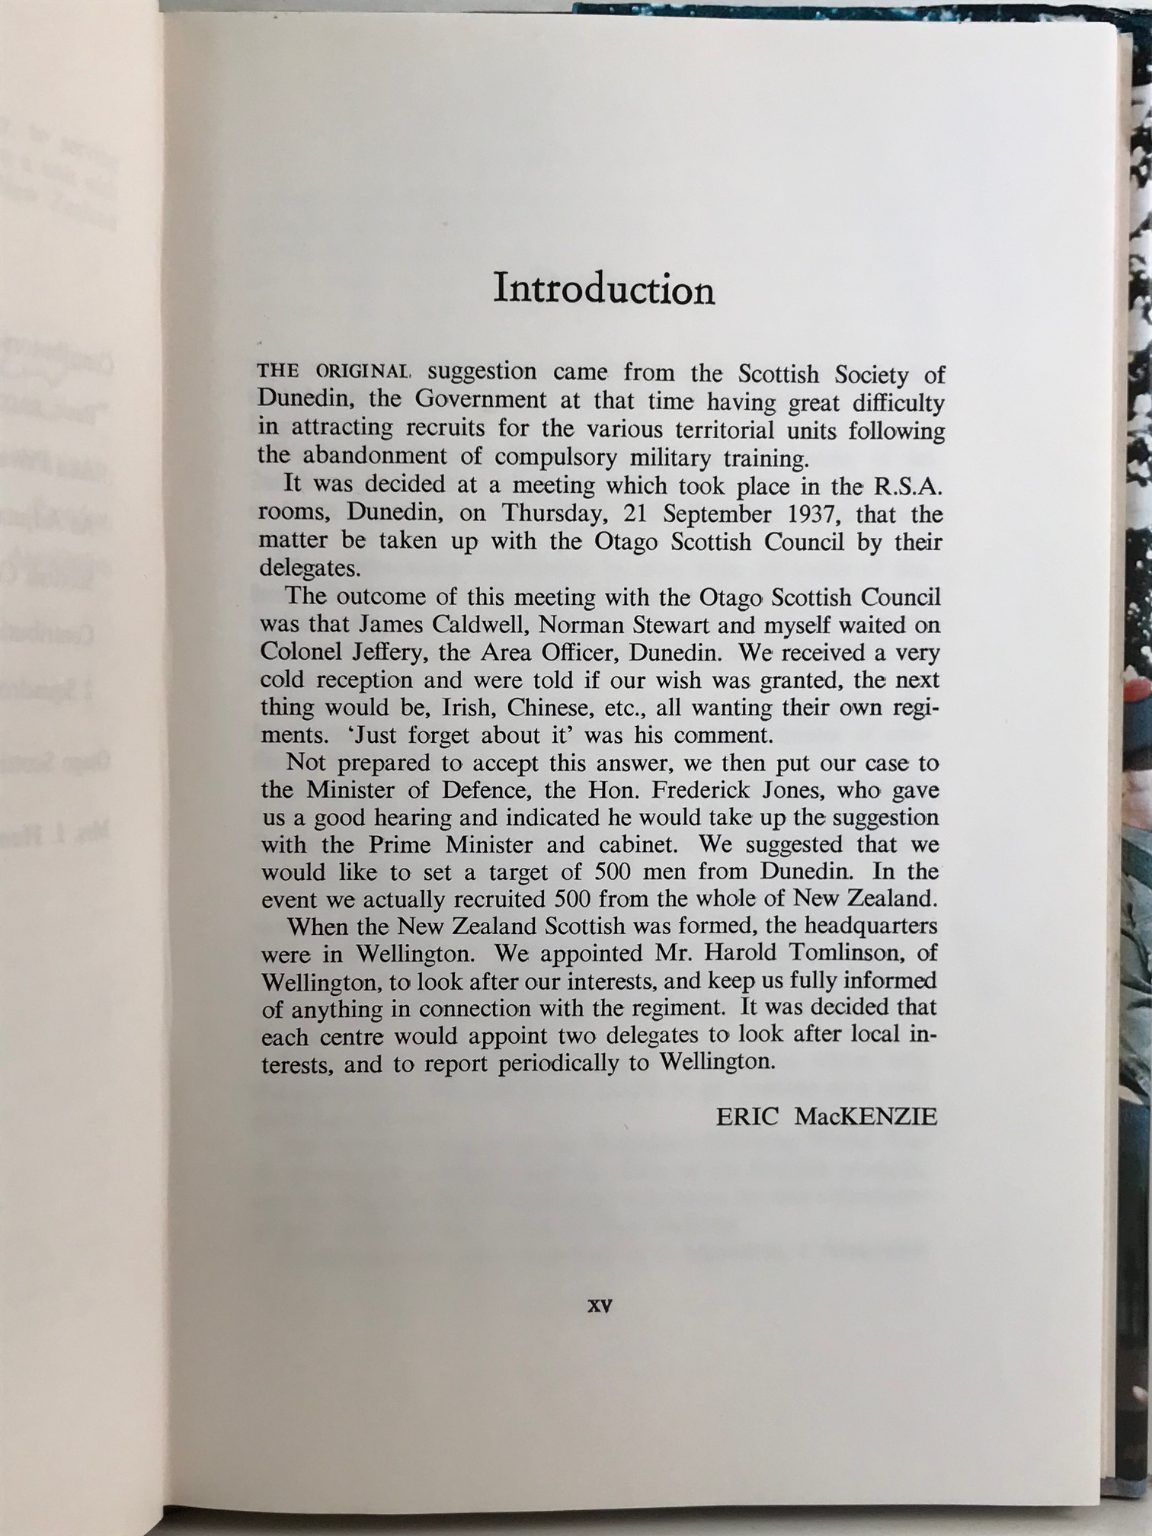 Introduction
THE ORIGINAL suggestion came from the Scottish Society of
Dunedin, the Government at that time having great difficulty
in attracting recruits for the various territorial units following
the abandonment of compulsory military training.
It was decided at a meeting which took place in the R.S.A.
rooms, Dunedin, on Thursday, 21 September 1937, that the
matter be taken up with the Otago Scottish Council by their
delegates.
The outcome of this meeting with the Otago Scottish Council
was that James Caldwell, Norman Stewart and myself waited on
Colonel Jeffery, the Area Officer, Dunedin. We received a very
cold reception and were told if our wish was granted, the next
thing would be, Irish, Chinese, etc., all wanting their own regi-
ments. ‘Just forget about it’ was his comment.
Not prepared to accept this answer, we then put our case to
the Minister of Defence, the Hon. Frederick Jones, who gave
us a good hearing and indicated he would take up the suggestion
with the Prime Minister and cabinet. We suggested that we
would like to set a target of 500 men from Dunedin. In the
event we actually recruited 500 from the whole of New Zealand.
When the New Zealand Scottish was formed, the headquarters
were in Wellington. We appointed Mr. Harold Tomlinson, of
Wellington, to look after our interests, and keep us fully informed
of anything in connection with the regiment. It was decided that
each centre would appoint two delegates to look after local in-
terests, and to report periodically to Wellington.
ERIC MacKENZIE
xv